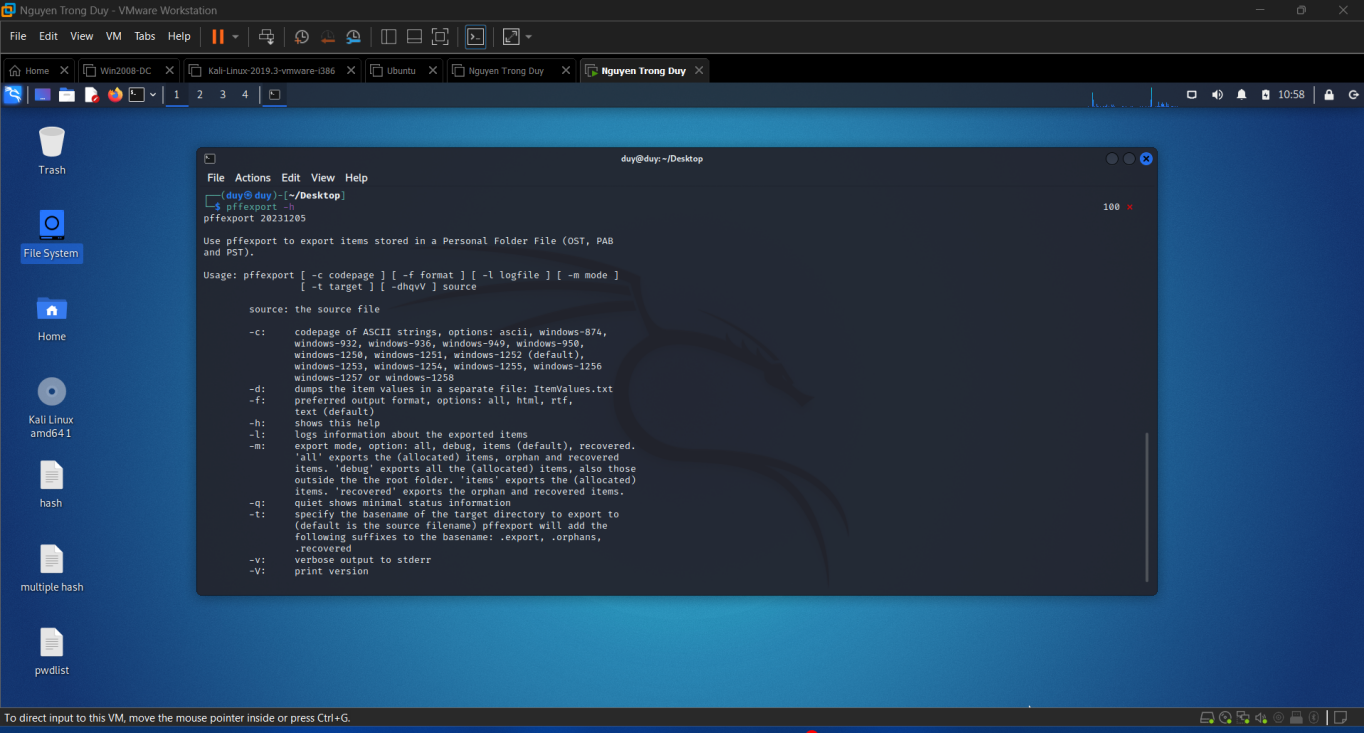 Nguyen Trong Duy - VMware Workstation
File Edit View VM Tabs Help
Home Win2008-DC Kali-Linux-2019.3-vmware-i386 Ubuntu Nguyen Trong Duy Nguyen Trong Duy
1 2 3 4 10:58
Trash
File System
Home
Kali Linux
amd64 1
hash
multiple hash
pwdlist
duy@duy: ~/Desktop
File Actions Edit View Help
┌──(duy㉿duy)-[~/Desktop]
└─$ pffexport -h 100 ⨯
pffexport 20231205
Use pffexport to export items stored in a Personal Folder File (OST, PAB
and PST).
Usage: pffexport [ -c codepage ] [ -f format ] [ -l logfile ] [ -m mode ]
[ -t target ] [ -dhqvV ] source
source: the source file
-c: codepage of ASCII strings, options: ascii, windows-874,
windows-932, windows-936, windows-949, windows-950,
windows-1250, windows-1251, windows-1252 (default),
windows-1253, windows-1254, windows-1255, windows-1256
windows-1257 or windows-1258
-d: dumps the item values in a separate file: ItemValues.txt
-f: preferred output format, options: all, html, rtf,
text (default)
-h: shows this help
-l: logs information about the exported items
-m: export mode, option: all, debug, items (default), recovered.
'all' exports the (allocated) items, orphan and recovered
items. 'debug' exports all the (allocated) items, also those
outside the the root folder. 'items' exports the (allocated)
items. 'recovered' exports the orphan and recovered items.
-q: quiet shows minimal status information
-t: specify the basename of the target directory to export to
(default is the source filename) pffexport will add the
following suffixes to the basename: .export, .orphans,
.recovered
-v: verbose output to stderr
-V: print version
To direct input to this VM, move the mouse pointer inside or press Ctrl+G.